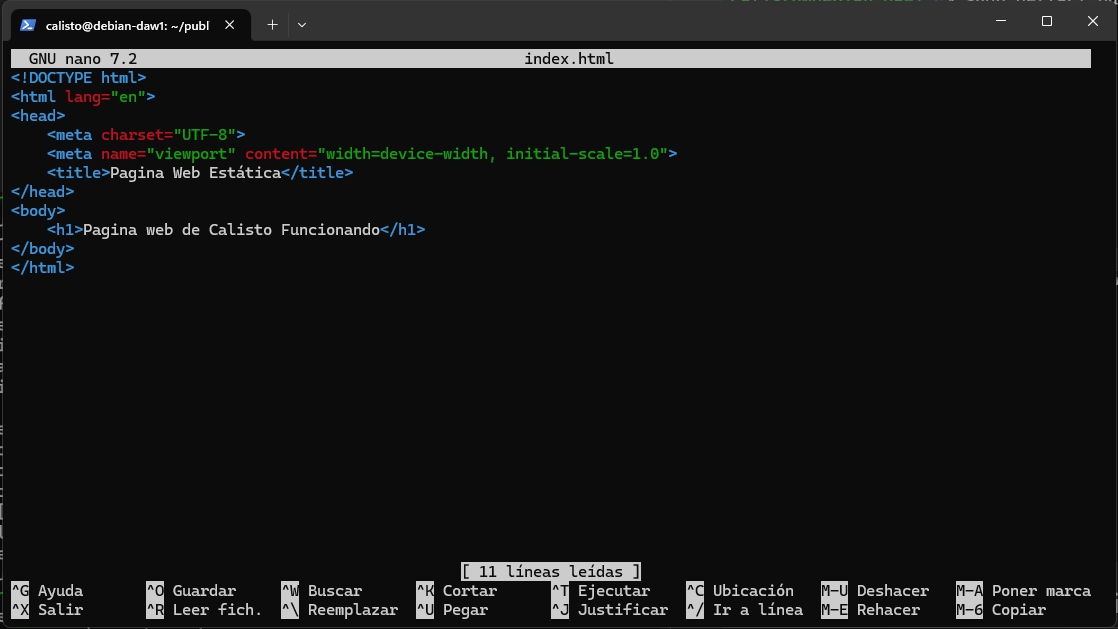 calisto@debian-daw1: ~/publ
GNU nano 7.2 index.html
<!DOCTYPE html>
<html lang="en">
<head>
    <meta charset="UTF-8">
    <meta name="viewport" content="width=device-width, initial-scale=1.0">
    <title>Pagina Web Estática</title>
</head>
<body>
    <h1>Pagina web de Calisto Funcionando</h1>
</body>
</html>
[ 11 líneas leídas ]
^G Ayuda ^O Guardar ^W Buscar ^K Cortar ^T Ejecutar ^C Ubicación M-U Deshacer M-A Poner marca
^X Salir ^R Leer fich. ^\ Reemplazar ^U Pegar ^J Justificar ^/ Ir a línea M-E Rehacer M-6 Copiar